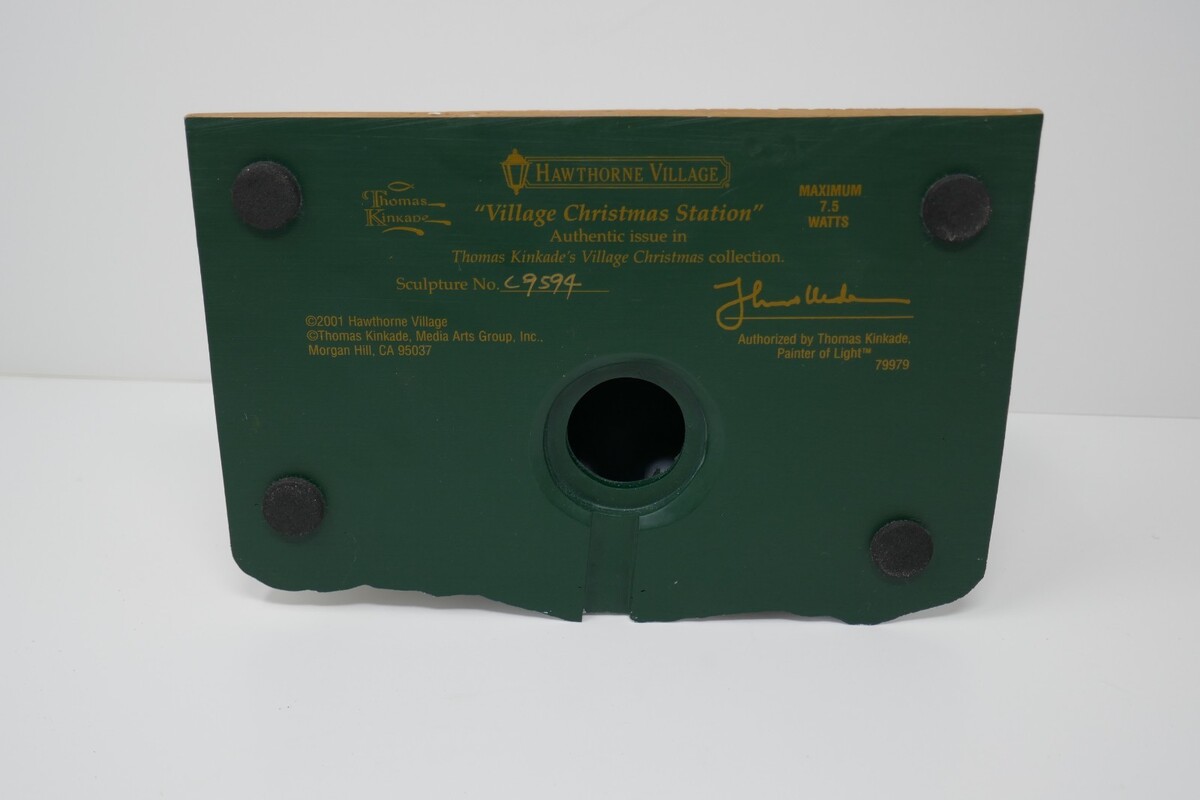 HAWTHORNE VILLAGE
Thomas
Kinkade
"Village Christmas Station"
Authentic issue in
Thomas Kinkade's Village Christmas collection.
MAXIMUM
7.5
WATTS
Sculpture No. C9594
©2001 Hawthorne Village
©Thomas Kinkade, Media Arts Group, Inc.,
Morgan Hill, CA 95037
Authorized by Thomas Kinkade,
Painter of Light™
79979